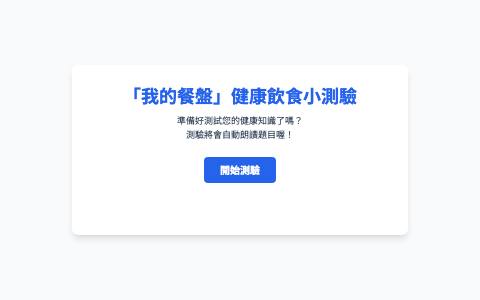 「我的餐盤」健康飲食小測驗
準備好測試您的健康知識了嗎？
測驗將會自動朗讀題目喔！
開始測驗